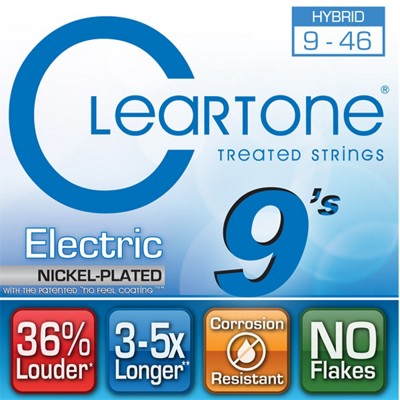 HYBRID
9 - 46
CLEARTONE®
TREATED STRINGS
9's
Electric
NICKEL-PLATED
WITH THE PATENTED "NO FEEL COATING"™
36%
Louder*
3-5x
Longer**
Corrosion
Resistant
NO
Flakes